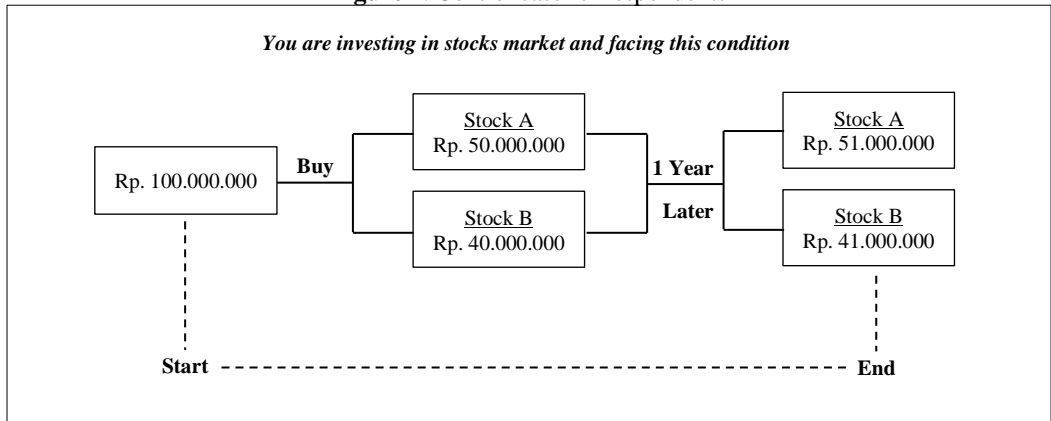 You are investing in stocks market and facing this condition
Rp. 100.000.000
Buy
Stock A
Rp. 50.000.000
Stock B
Rp. 40.000.000
1 Year
Later
Stock A
Rp. 51.000.000
Stock B
Rp. 41.000.000
Start
End